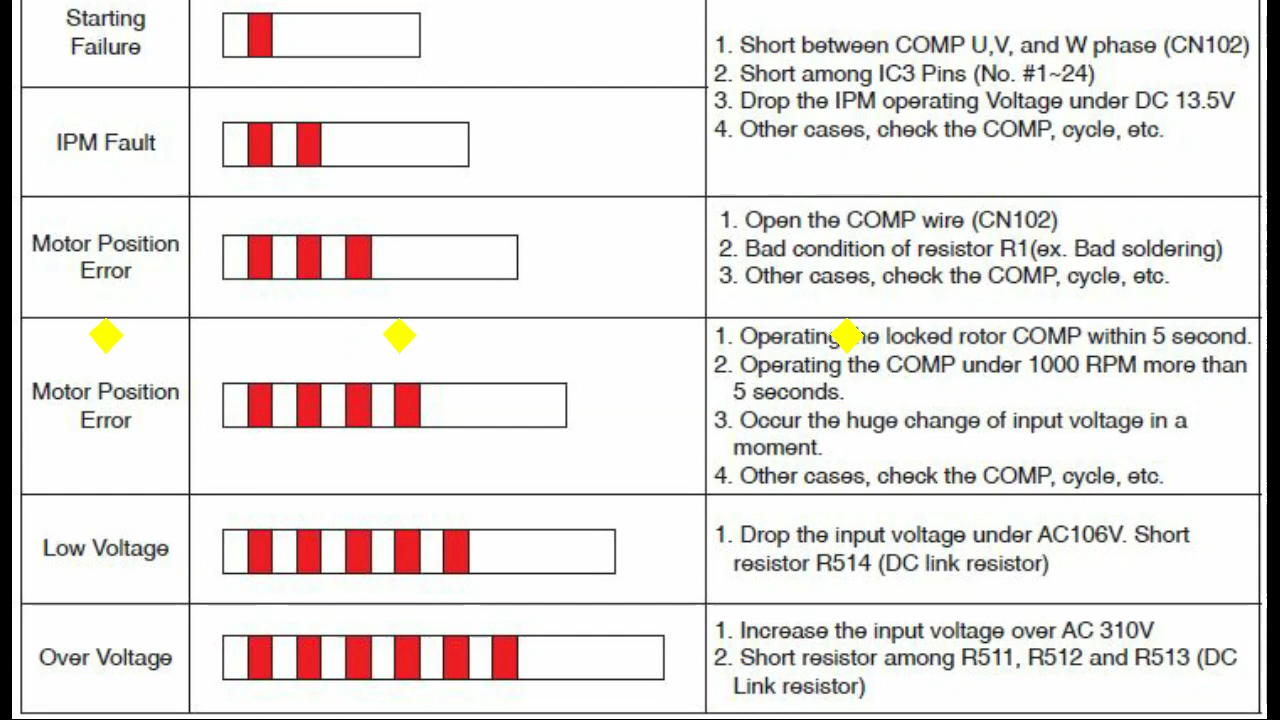 Starting
Failure
1. Short between COMP U,V, and W phase (CN102)
2. Short among IC3 Pins (No. #1~24)
3. Drop the IPM operating Voltage under DC 13.5V
4. Other cases, check the COMP, cycle, etc.
IPM Fault
Motor Position
Error
1. Open the COMP wire (CN102)
2. Bad condition of resistor R1(ex. Bad soldering)
3. Other cases, check the COMP, cycle, etc.
Motor Position
Error
1. Operating the locked rotor COMP within 5 second.
2. Operating the COMP under 1000 RPM more than
5 seconds.
3. Occur the huge change of input voltage in a
moment.
4. Other cases, check the COMP, cycle, etc.
Low Voltage
1. Drop the input voltage under AC106V. Short
resistor R514 (DC link resistor)
Over Voltage
1. Increase the input voltage over AC 310V
2. Short resistor among R511, R512 and R513 (DC
Link resistor)